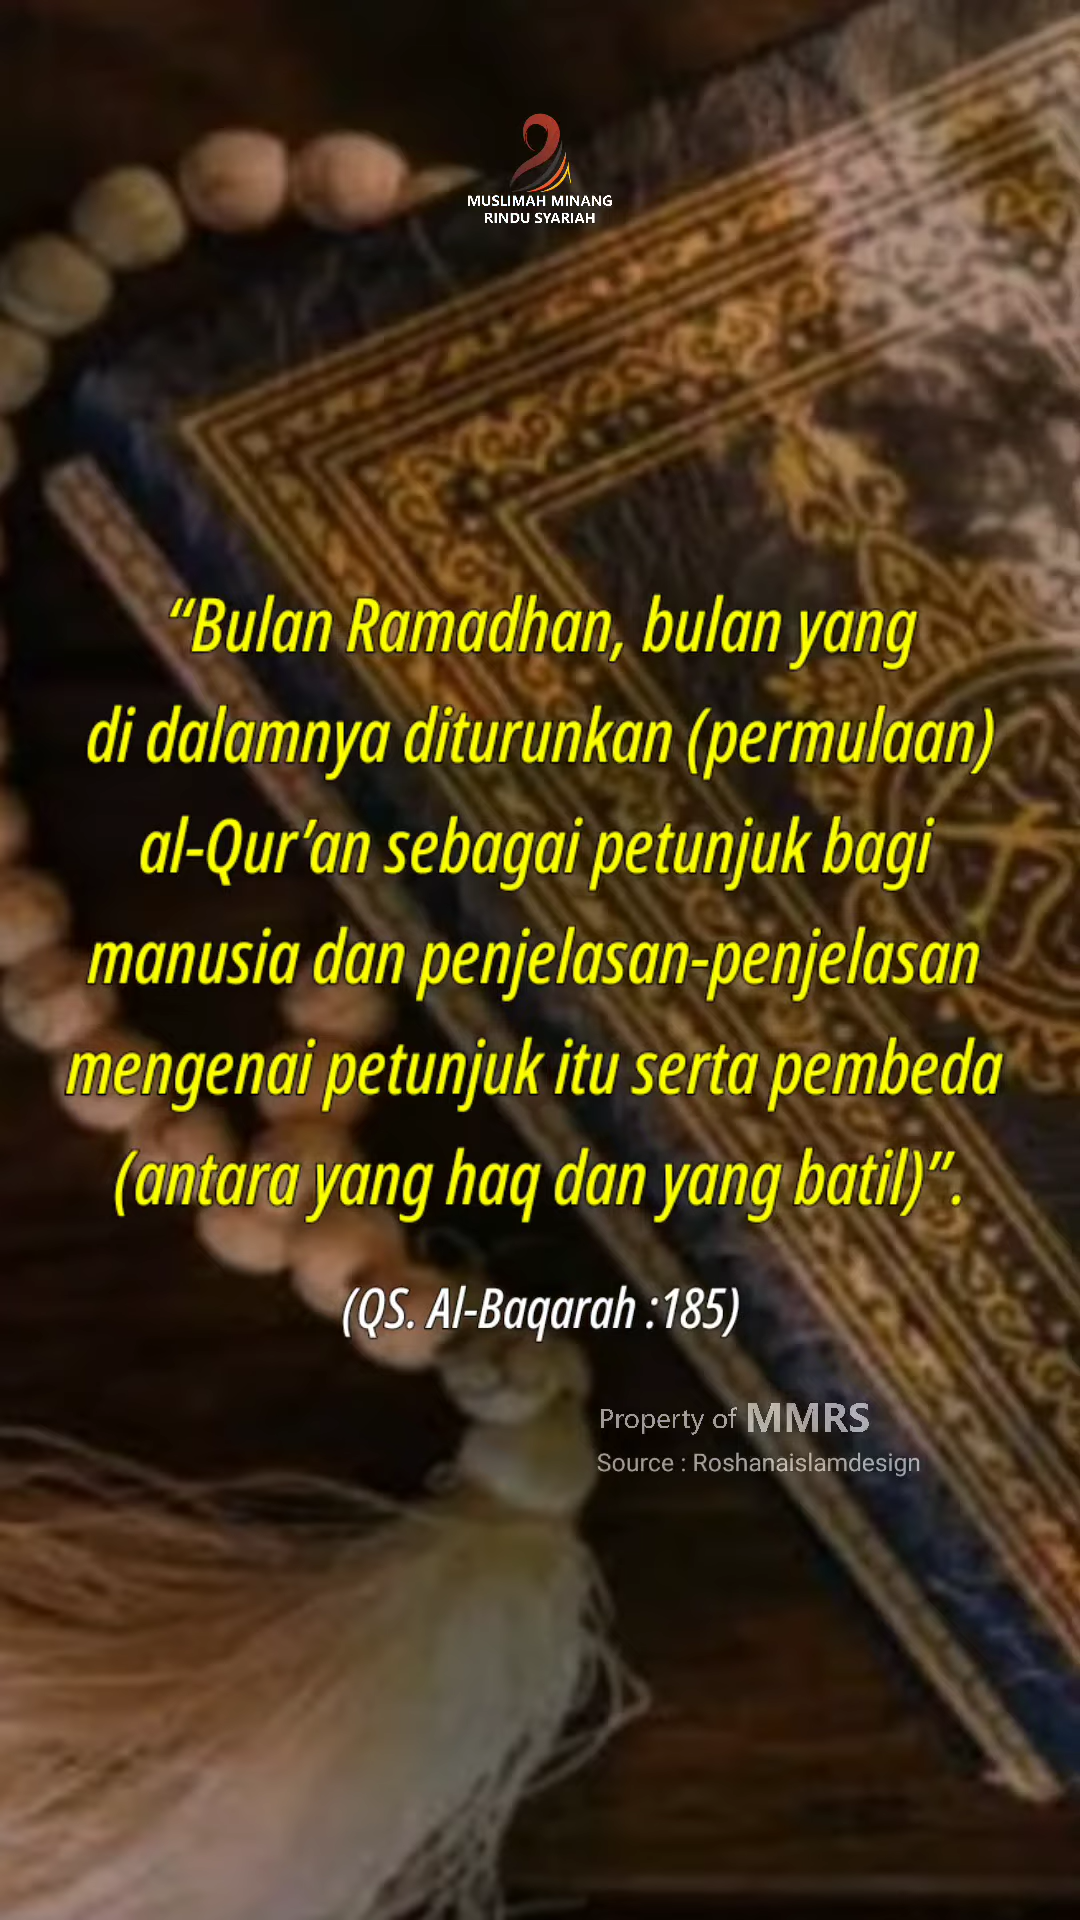 MUSLIMAH MINANG
RINDU SYARIAH
“Bulan Ramadhan, bulan yang
di dalamnya diturunkan (permulaan)
al-Qur’an sebagai petunjuk bagi
manusia dan penjelasan-penjelasan
mengenai petunjuk itu serta pembeda
(antara yang haq dan yang batil)”.
(QS. Al-Baqarah :185)
Property of MMRS
Source : Roshanaislamdesign